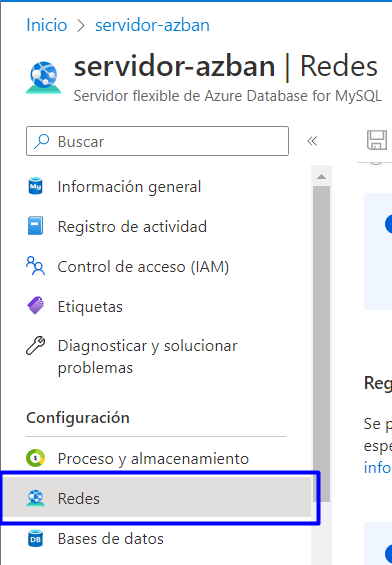 Inicio > servidor-azban
servidor-azban | Redes
Servidor flexible de Azure Database for MySQL
Buscar
«
Información general
Registro de actividad
Control de acceso (IAM)
Etiquetas
Diagnosticar y solucionar
problemas
Configuración
Proceso y almacenamiento
Redes
Bases de datos
Reg
Se p
espe
info